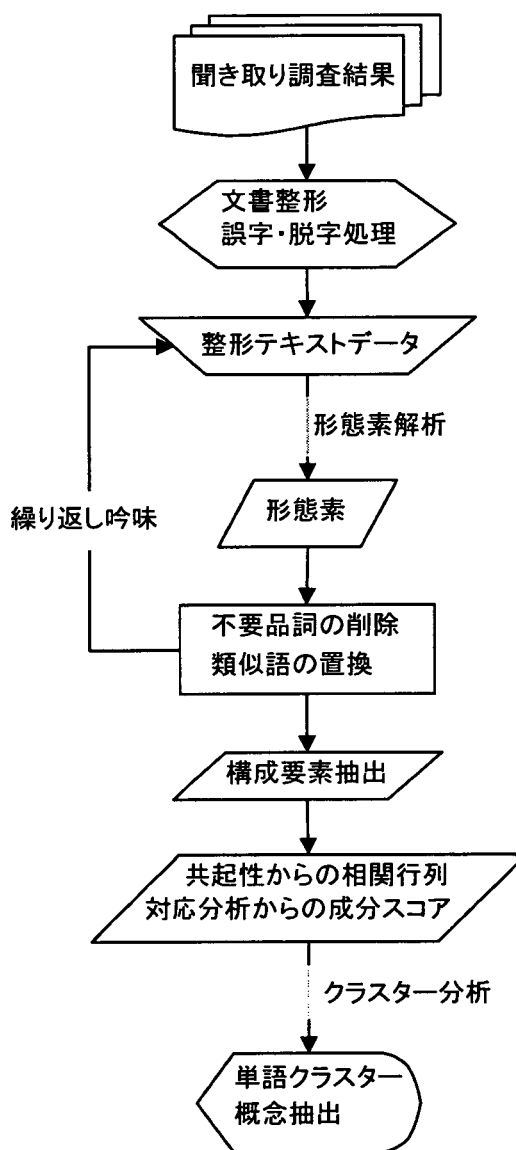 聞き取り調査結果
文書整形
誤字・脱字処理
整形テキストデータ
形態素解析
形態素
繰り返し吟味
不要品詞の削除
類似語の置換
構成要素抽出
共起性からの相関行列
対応分析からの成分スコア
クラスター分析
単語クラスター
概念抽出